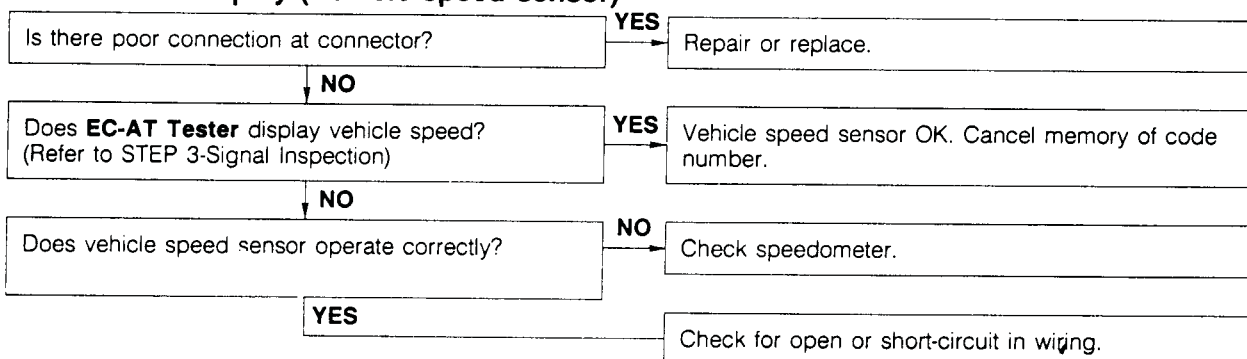 Is there poor connection at connector?
YES
Repair or replace.
NO
Does EC-AT Tester display vehicle speed?
(Refer to STEP 3-Signal Inspection)
YES
Vehicle speed sensor OK. Cancel memory of code
number.
NO
Does vehicle speed sensor operate correctly?
NO
Check speedometer.
YES
Check for open or short-circuit in wiring.